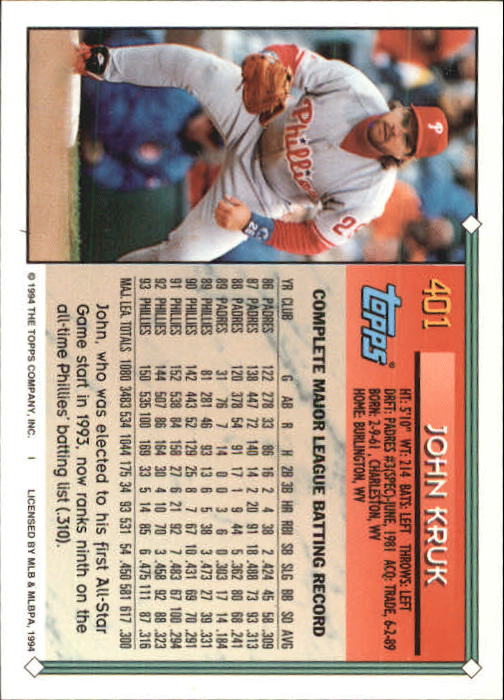 401 JOHN KRUK
topps®
HT: 5'10" WT: 214 BATS: LEFT THROWS: LEFT
DRFT: PADRES #3(SPEC)-JUNE, 1981 ACQ: TRADE, 6-2-89
BORN: 2-9-61, CHARLESTON, WV
HOME: BURLINGTON, WV
COMPLETE MAJOR LEAGUE BATTING RECORD
YR CLUB G AB R H 2B 3B HR RBI SB SLG BB SO AVG
86 PADRES 122 278 33 86 16 2 4 38 2 .424 45 58 .309
87 PADRES 138 447 72 140 14 2 20 91 18 .488 73 93 .313
88 PADRES 120 378 54 91 17 1 9 44 5 .362 80 68 .241
89 PADRES 31 76 7 14 0 0 3 6 0 .303 17 14 .184
89 PHILLIES 81 281 46 93 13 6 5 38 3 .473 27 39 .331
90 PHILLIES 142 443 52 129 25 8 7 67 10 .431 69 70 .291
91 PHILLIES 152 538 84 158 27 6 21 92 7 .483 67 100 .294
92 PHILLIES 144 507 86 164 30 4 10 70 3 .458 92 88 .323
93 PHILLIES 150 535 100 169 33 5 14 85 6 .475 111 87 .316
MAJ. LEA. TOTALS 1080 3483 534 1044 175 34 93 531 54 .450 581 617 .300
John, who was elected to his first All-Star
Game start in 1993, now ranks ninth on the
all-time Phillies' batting list (.310).
© 1994 THE TOPPS COMPANY, INC. I LICENSED BY MLB & MLBPA, 1994
P
Phillies
2